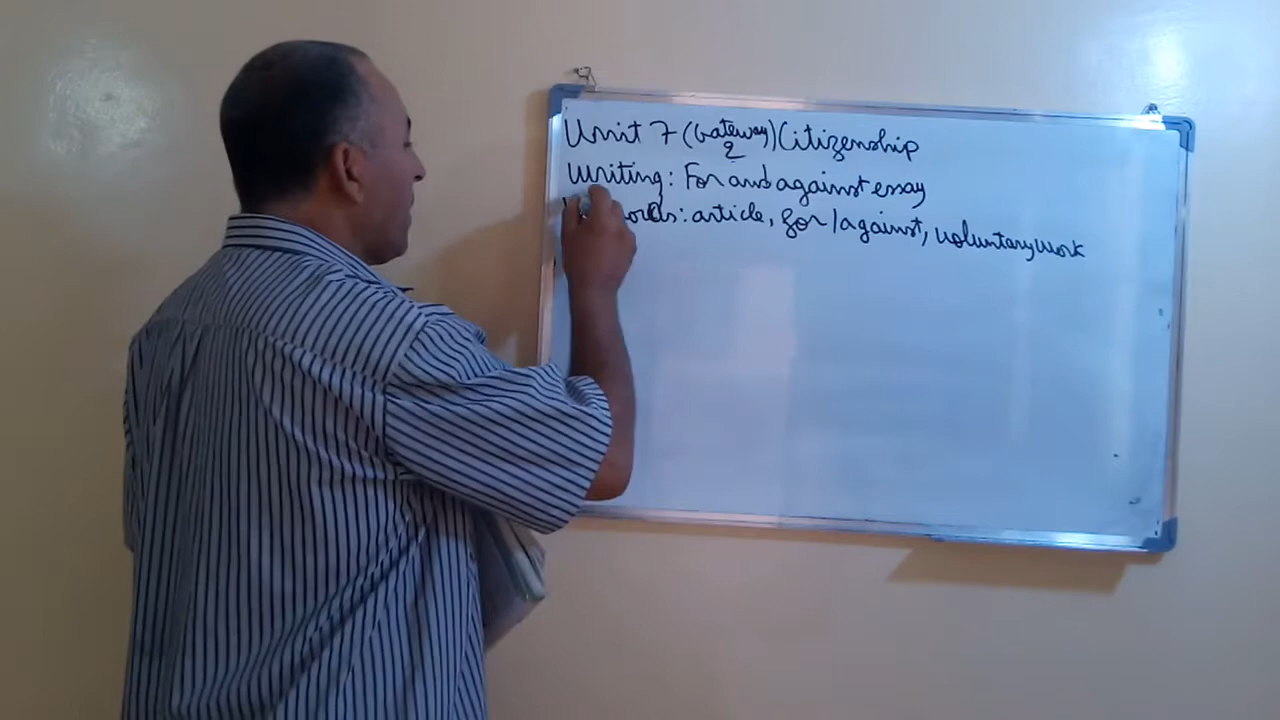 Unit 7 (Gateway 2) Citizenship
Writing: For and against essay
words: article, for/against, voluntary work